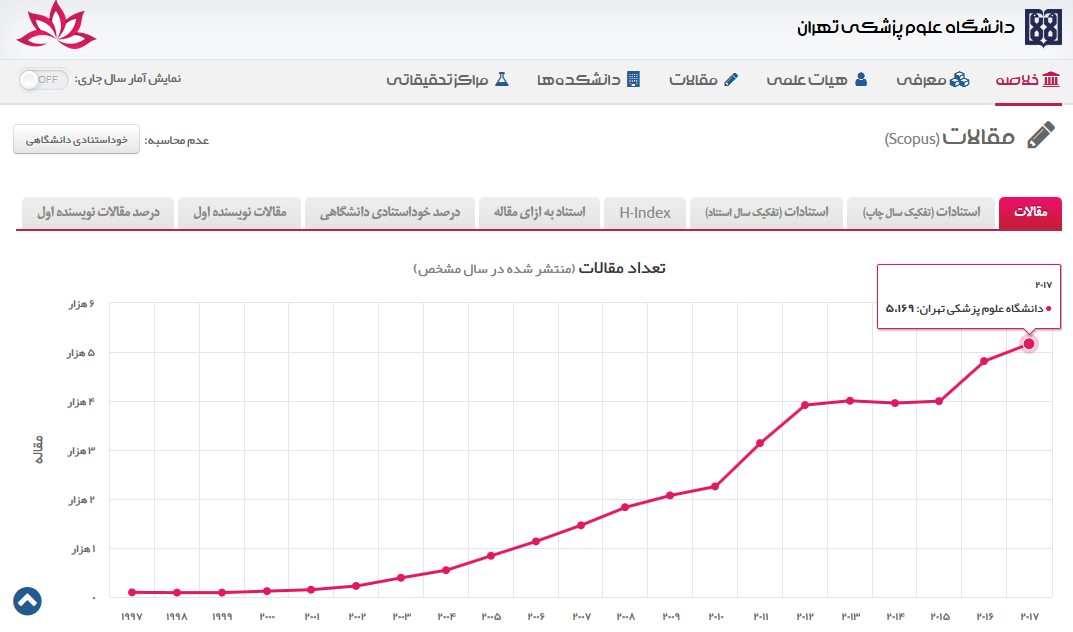 دانشگاه علوم پزشکی تهران
خلاصه معرفی هیات علمی مقالات دانشکده‌ها مراکز تحقیقاتی نمایش آمار سال جاری: OFF
مقالات (Scopus) عدم محاسبه: خوداستنادی دانشگاهی
مقالات استنادات (تفکیک سال چاپ) استنادات (تفکیک سال استناد) H-Index استناد به ازای مقاله درصد خوداستنادی دانشگاهی مقالات نویسنده اول درصد مقالات نویسنده اول
تعداد مقالات (منتشر شده در سال مشخص)
۲۰۱۷
دانشگاه علوم پزشکی تهران: ۵،۱۶۹
۶ هزار
۵ هزار
۴ هزار
۳ هزار
۲ هزار
۱ هزار
۰
مقاله
۱۹۹۷ ۱۹۹۸ ۱۹۹۹ ۲۰۰۰ ۲۰۰۱ ۲۰۰۲ ۲۰۰۳ ۲۰۰۴ ۲۰۰۵ ۲۰۰۶ ۲۰۰۷ ۲۰۰۸ ۲۰۰۹ ۲۰۱۰ ۲۰۱۱ ۲۰۱۲ ۲۰۱۳ ۲۰۱۴ ۲۰۱۵ ۲۰۱۶ ۲۰۱۷